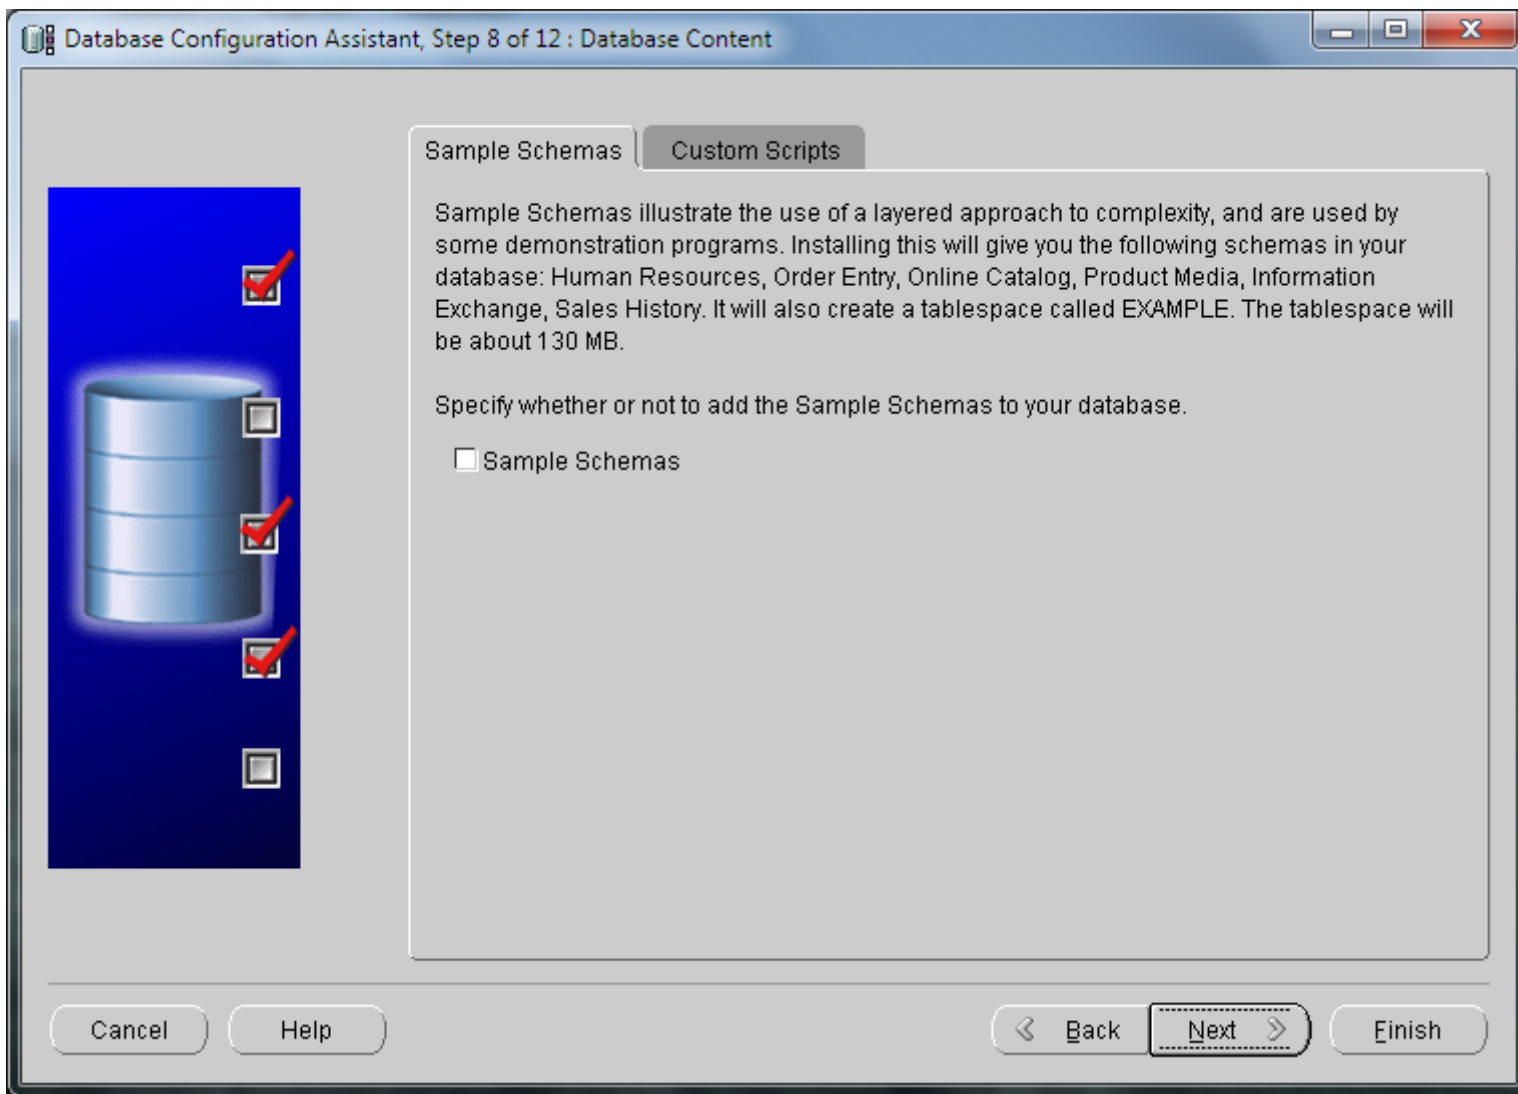 Database Configuration Assistant, Step 8 of 12 : Database Content
Sample Schemas
Custom Scripts
Sample Schemas illustrate the use of a layered approach to complexity, and are used by
some demonstration programs. Installing this will give you the following schemas in your
database: Human Resources, Order Entry, Online Catalog, Product Media, Information
Exchange, Sales History. It will also create a tablespace called EXAMPLE. The tablespace will
be about 130 MB.
Specify whether or not to add the Sample Schemas to your database.
Sample Schemas
Cancel
Help
Back
Next
Finish